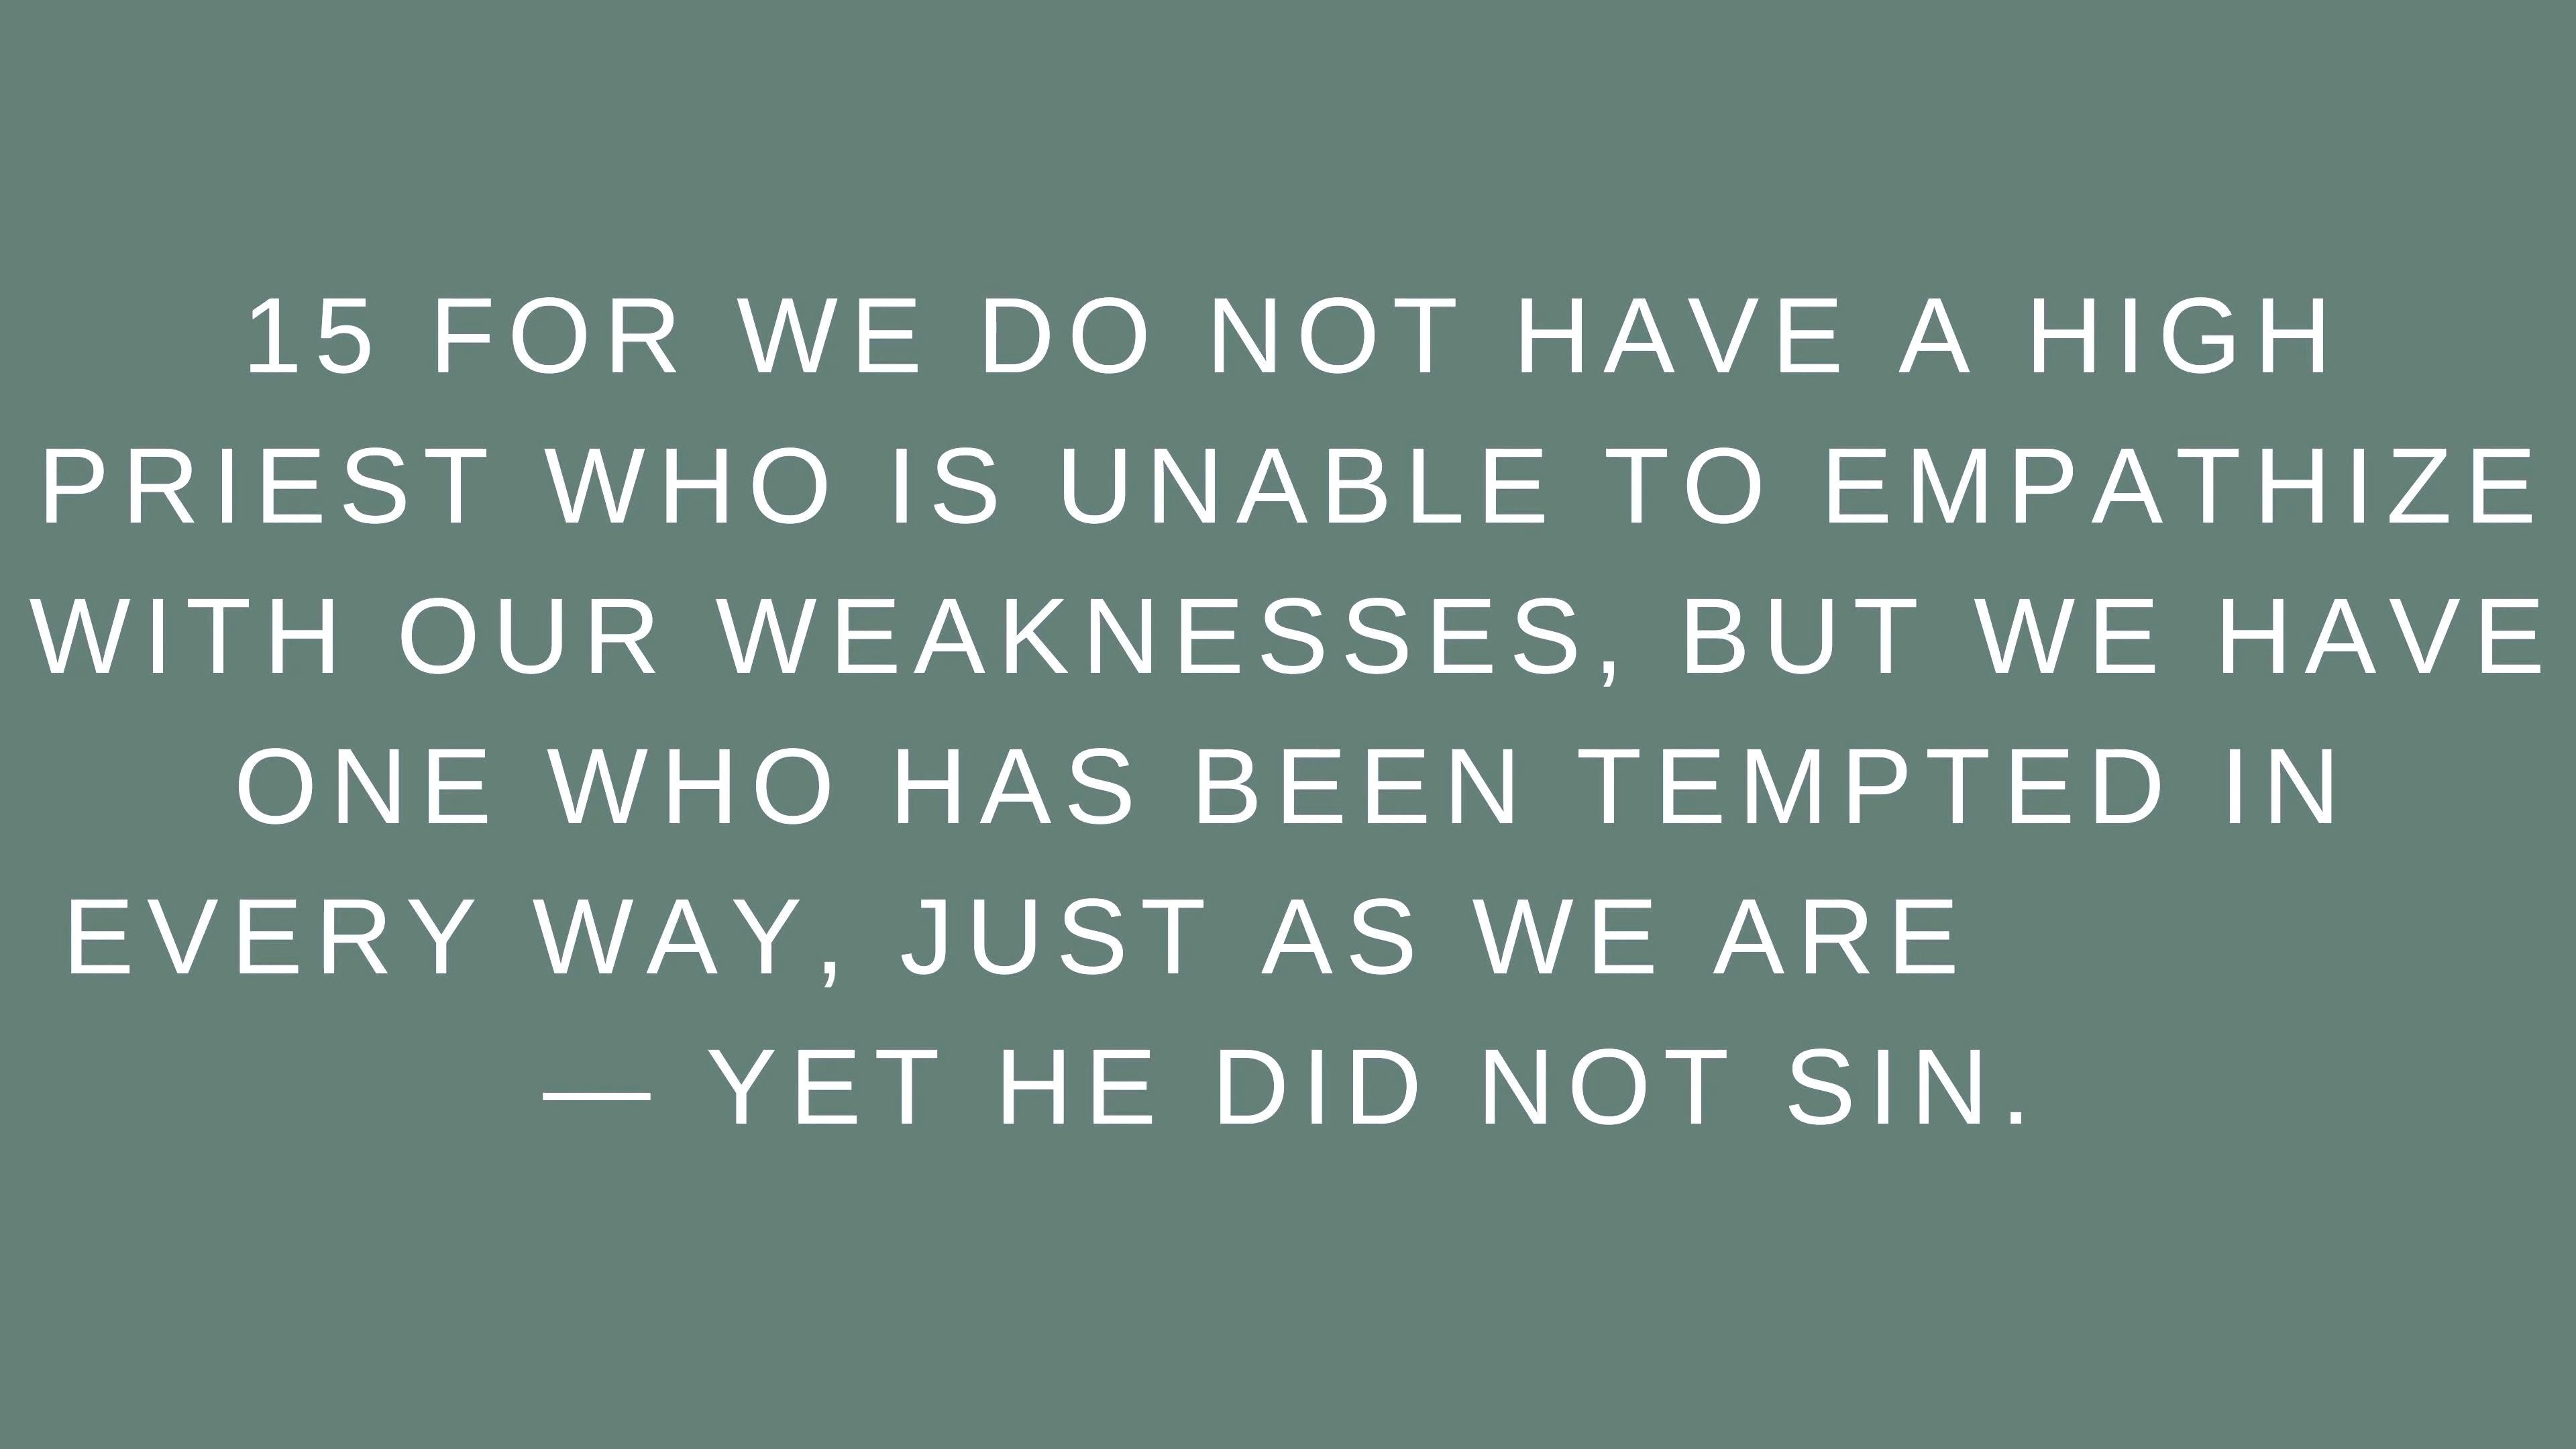 15 FOR WE DO NOT HAVE A HIGH
PRIEST WHO IS UNABLE TO EMPATHIZE
WITH OUR WEAKNESSES, BUT WE HAVE
ONE WHO HAS BEEN TEMPTED IN
EVERY WAY, JUST AS WE ARE
— YET HE DID NOT SIN.